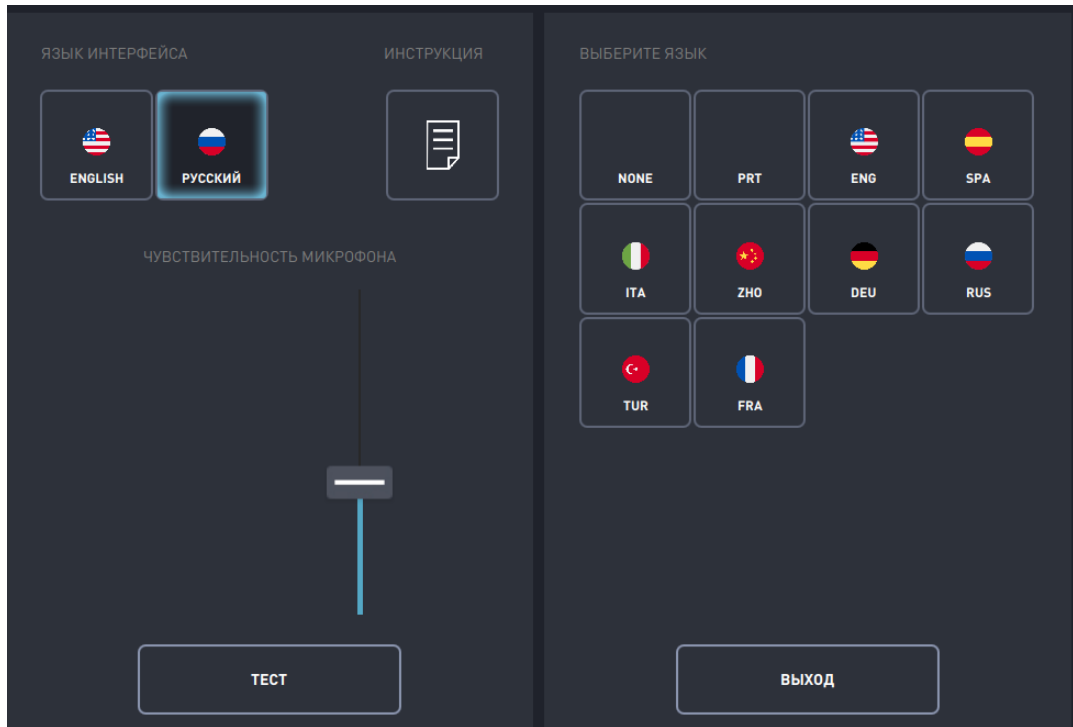 ЯЗЫК ИНТЕРФЕЙСА
ИНСТРУКЦИЯ
ENGLISH
РУССКИЙ
ЧУВСТВИТЕЛЬНОСТЬ МИКРОФОНА
ТЕСТ
ВЫБЕРИТЕ ЯЗЫК
NONE
PRT
ENG
SPA
ITA
ZHO
DEU
RUS
TUR
FRA
ВЫХОД